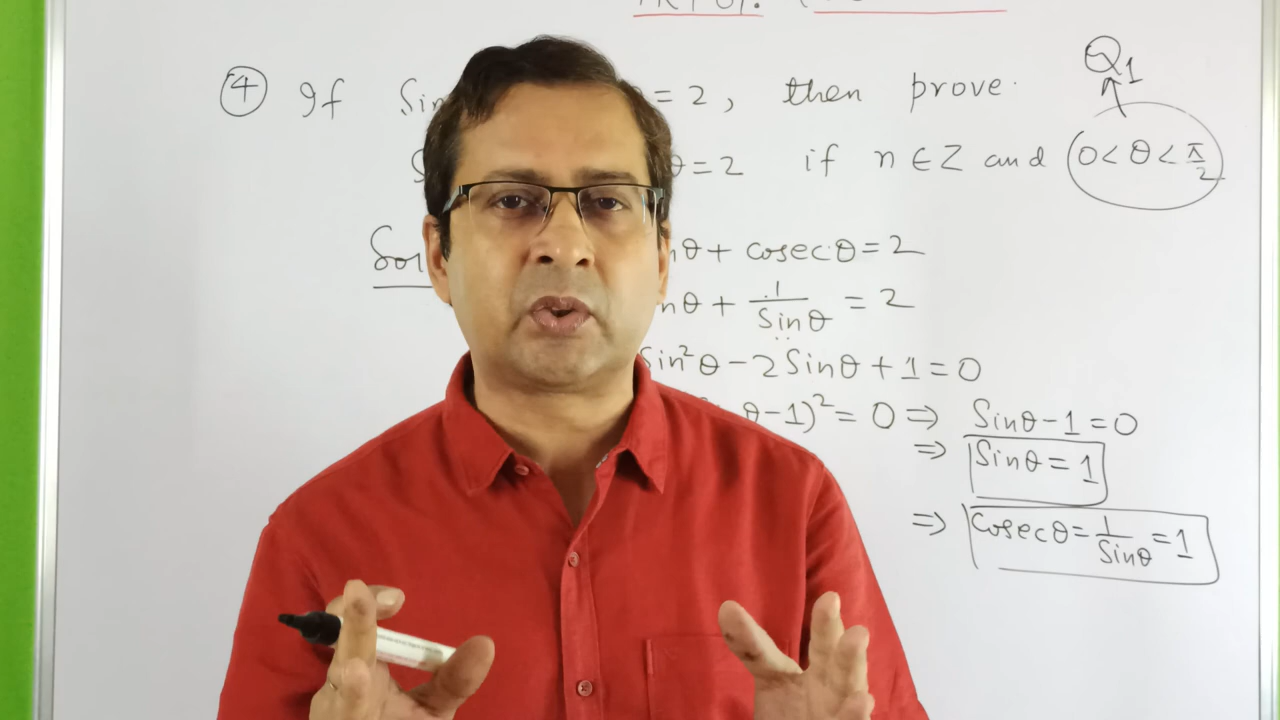 ④ If Sin = 2, then prove. Q₁
θ = 2 if n ∈ Z and 0 < θ < π/2
Sol nθ + cosecθ = 2
nθ + 1/Sinθ = 2
Sin²θ - 2Sinθ + 1 = 0
θ-1)² = 0 ⇒ Sinθ-1 = 0
⇒ Sinθ = 1
⇒ Cosecθ = 1/Sinθ = 1